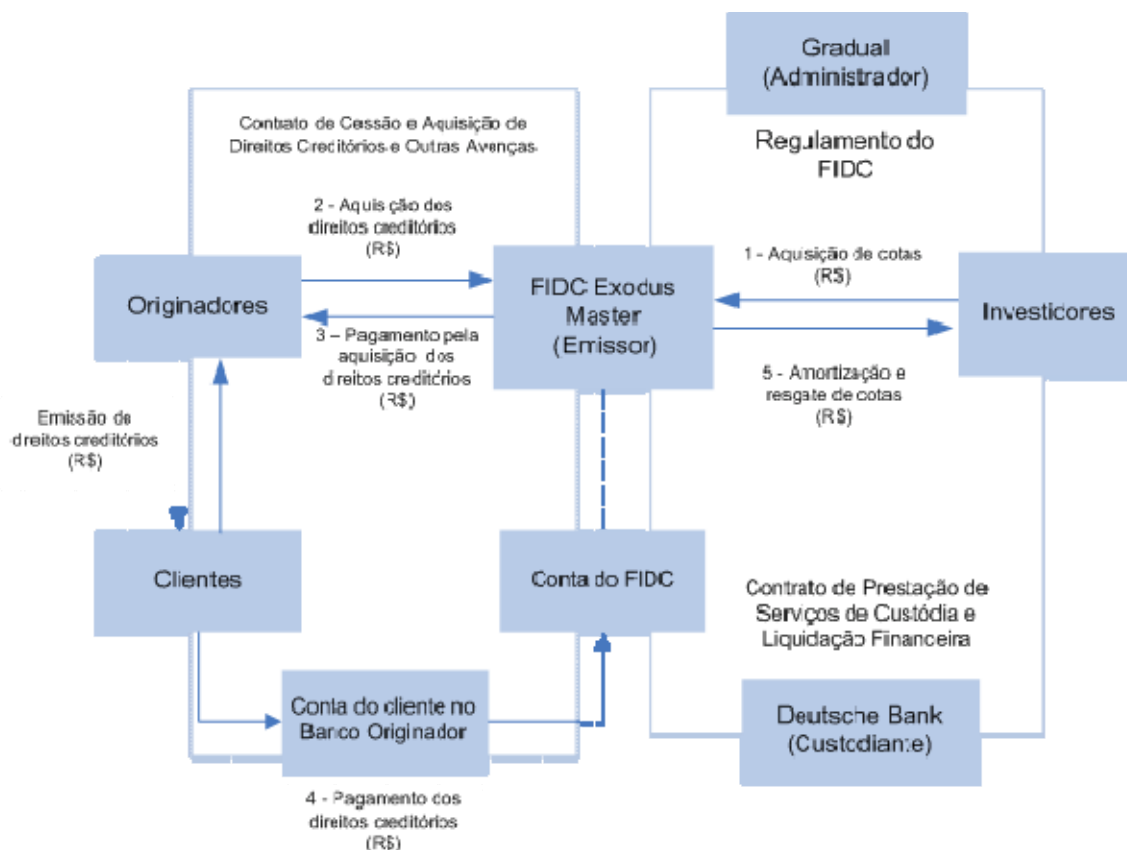 Gradual
(Administrador)
Contrato de Cessão e Aquisição de
Direitos Creditórios e Outras Avenças
Regulamento do
FIDC
2 - Aquisição dos
direitos creditórios
(R$)
1 - Aquisição de cotas
(R$)
Originadores
FIDC Exodus
Master
(Emissor)
Investidores
3 – Pagamento pela
aquisição dos
direitos creditórios
(R$)
5 - Amortização e
resgate de cotas
(R$)
Emissão de
direitos creditórios
(R$)
Clientes
Conta do FIDC
Contrato de Prestação de
Serviços de Custódia e
Liquidação Financeira
Conta do cliente no
Banco Originador
Deutsche Bank
(Custodiante)
4 - Pagamento dos
direitos creditórios
(R$)